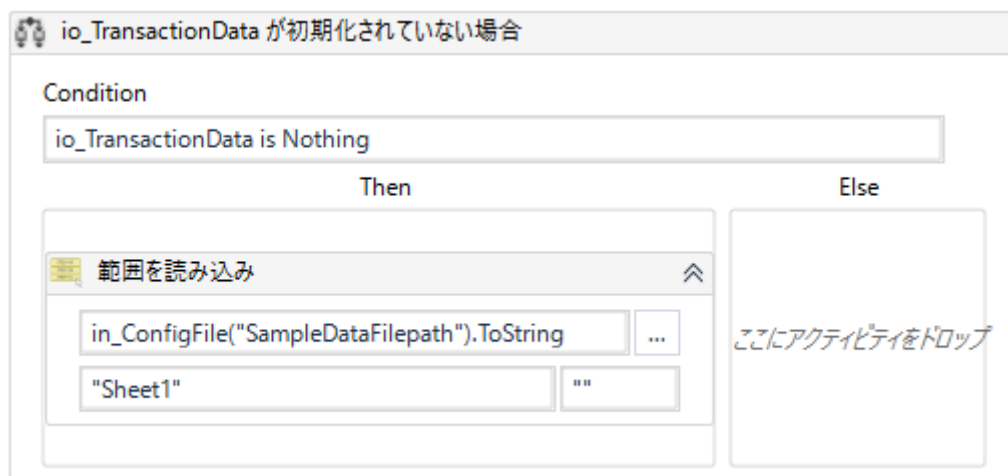 io_TransactionData が初期化されていない場合
Condition
io_TransactionData is Nothing
Then
Else
範囲を読み込み
in_ConfigFile("SampleDataFilepath").ToString
...
"Sheet1"
""
ここにアクティビティをドロップ